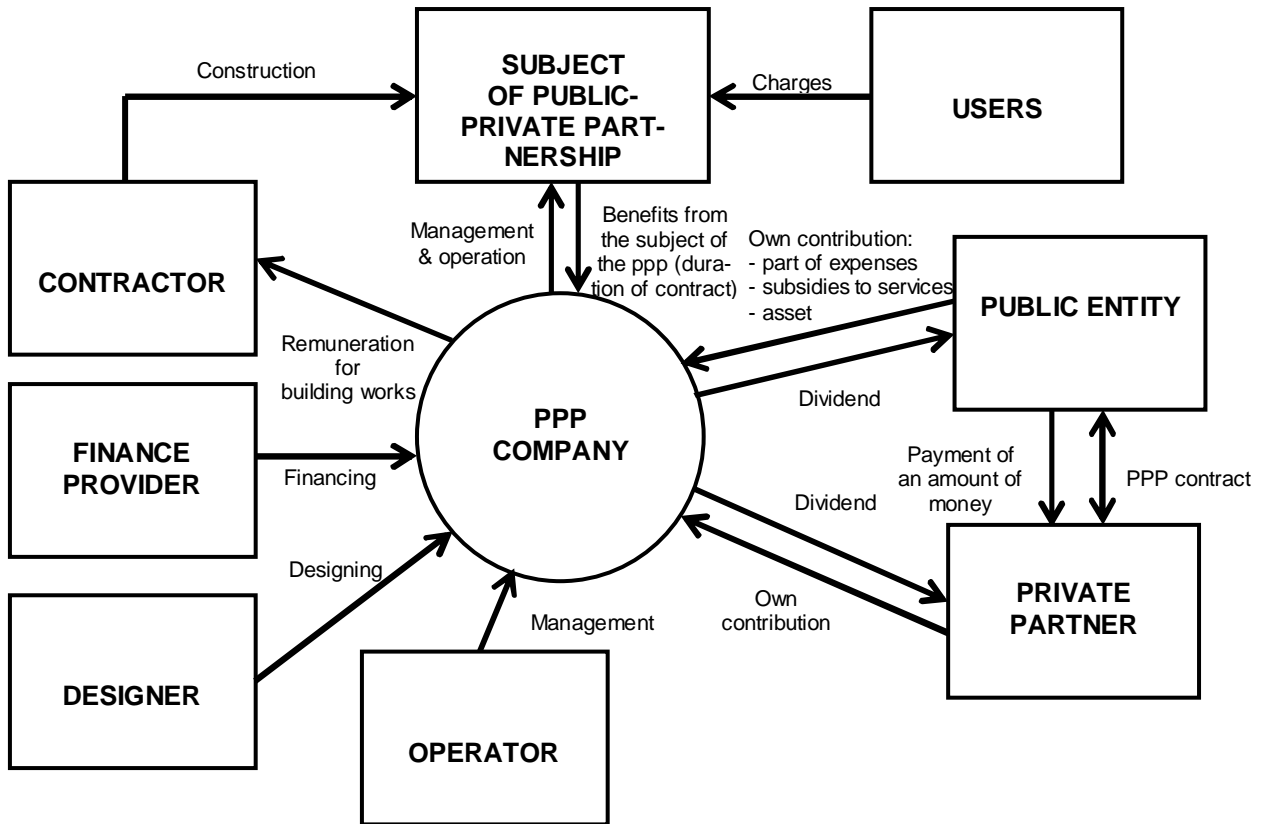 SUBJECT
OF PUBLIC-
PRIVATE PART-
NERSHIP
Construction
Charges
USERS
CONTRACTOR
Management
& operation
Benefits from
the subject of
the ppp (dura-
tion of contract)
Own contribution:
- part of expenses
- subsidies to services
- asset
PUBLIC ENTITY
Remuneration
for
building works
Dividend
PPP
COMPANY
FINANCE
PROVIDER
Financing
Payment of
an amount of
money
PPP contract
Dividend
Designing
DESIGNER
Management
Own
contribution
PRIVATE
PARTNER
OPERATOR